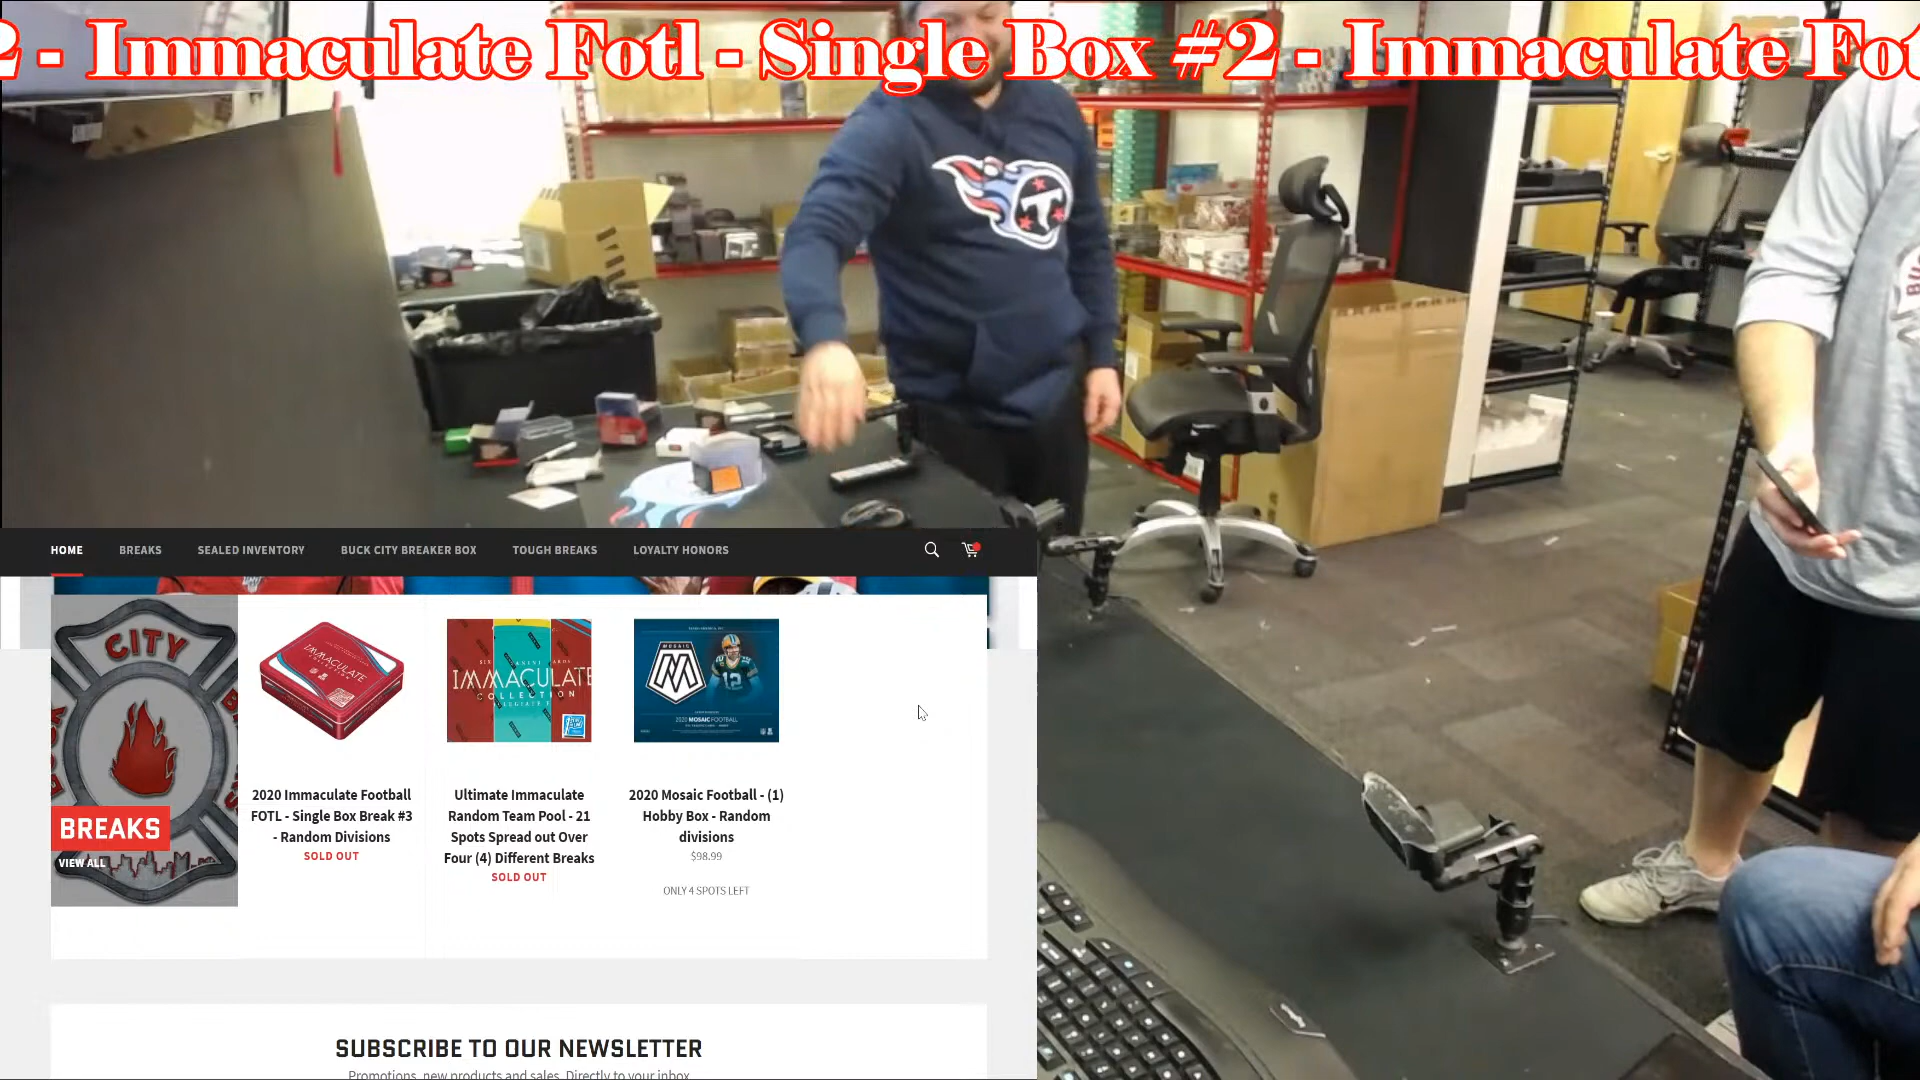 2 - Immaculate Fotl - Single Box #2 - Immaculate Fot
T
HOME BREAKS SEALED INVENTORY BUCK CITY BREAKER BOX TOUGH BREAKS LOYALTY HONORS
CITY
BREAKS
VIEW ALL
IMMACULATE
COLLECTION
IMMACULATE
COLLECTION
COLLEGIATE F
MOSAIC
12
2020 MOSAIC FOOTBALL
2020 Immaculate Football
FOTL - Single Box Break #3
- Random Divisions
SOLD OUT
Ultimate Immaculate
Random Team Pool - 21
Spots Spread out Over
Four (4) Different Breaks
SOLD OUT
2020 Mosaic Football - (1)
Hobby Box - Random
divisions
$98.99
ONLY 4 SPOTS LEFT
SUBSCRIBE TO OUR NEWSLETTER
Promotions, new products and sales. Directly to your inbox.